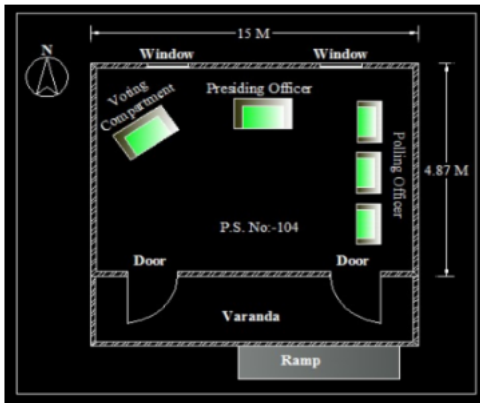 15 M
N
Window
Window
Voting
Compartment
Presiding Officer
Polling Officer
4.87 M
P.S. No:-104
Door
Door
Varanda
Ramp